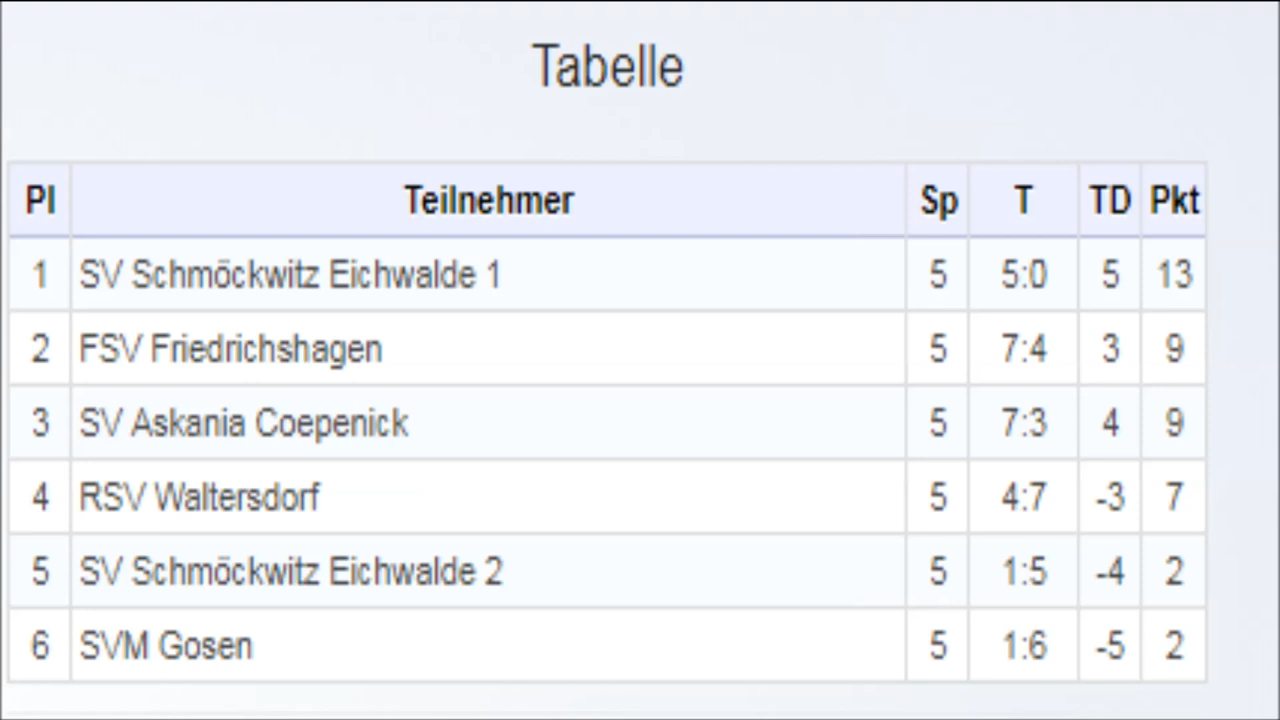 Tabelle
Pl Teilnehmer Sp T TD Pkt
1 SV Schmöckwitz Eichwalde 1 5 5:0 5 13
2 FSV Friedrichshagen 5 7:4 3 9
3 SV Askania Coepenick 5 7:3 4 9
4 RSV Waltersdorf 5 4:7 -3 7
5 SV Schmöckwitz Eichwalde 2 5 1:5 -4 2
6 SVM Gosen 5 1:6 -5 2